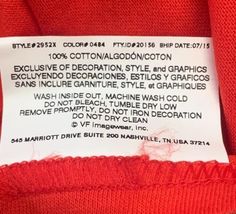 STYLE#2952X COLOR#0484 FTY.ID#20156 SHIP DATE:07/15
100% COTTON/ALGODÓN/COTON
EXCLUSIVE OF DECORATION, STYLE, and GRAPHICS
EXCLUYENDO DECORACIONES, ESTILOS Y GRAFICOS
SANS INCLURE GARNITURE, STYLE, et GRAPHIQUES
WASH INSIDE OUT, MACHINE WASH COLD
DO NOT BLEACH, TUMBLE DRY LOW
REMOVE PROMPTLY, DO NOT IRON DECORATION
DO NOT DRY CLEAN
© VF Imagewear, Inc.
545 MARRIOTT DRIVE SUITE 200 NASHVILLE, TN USA 37214